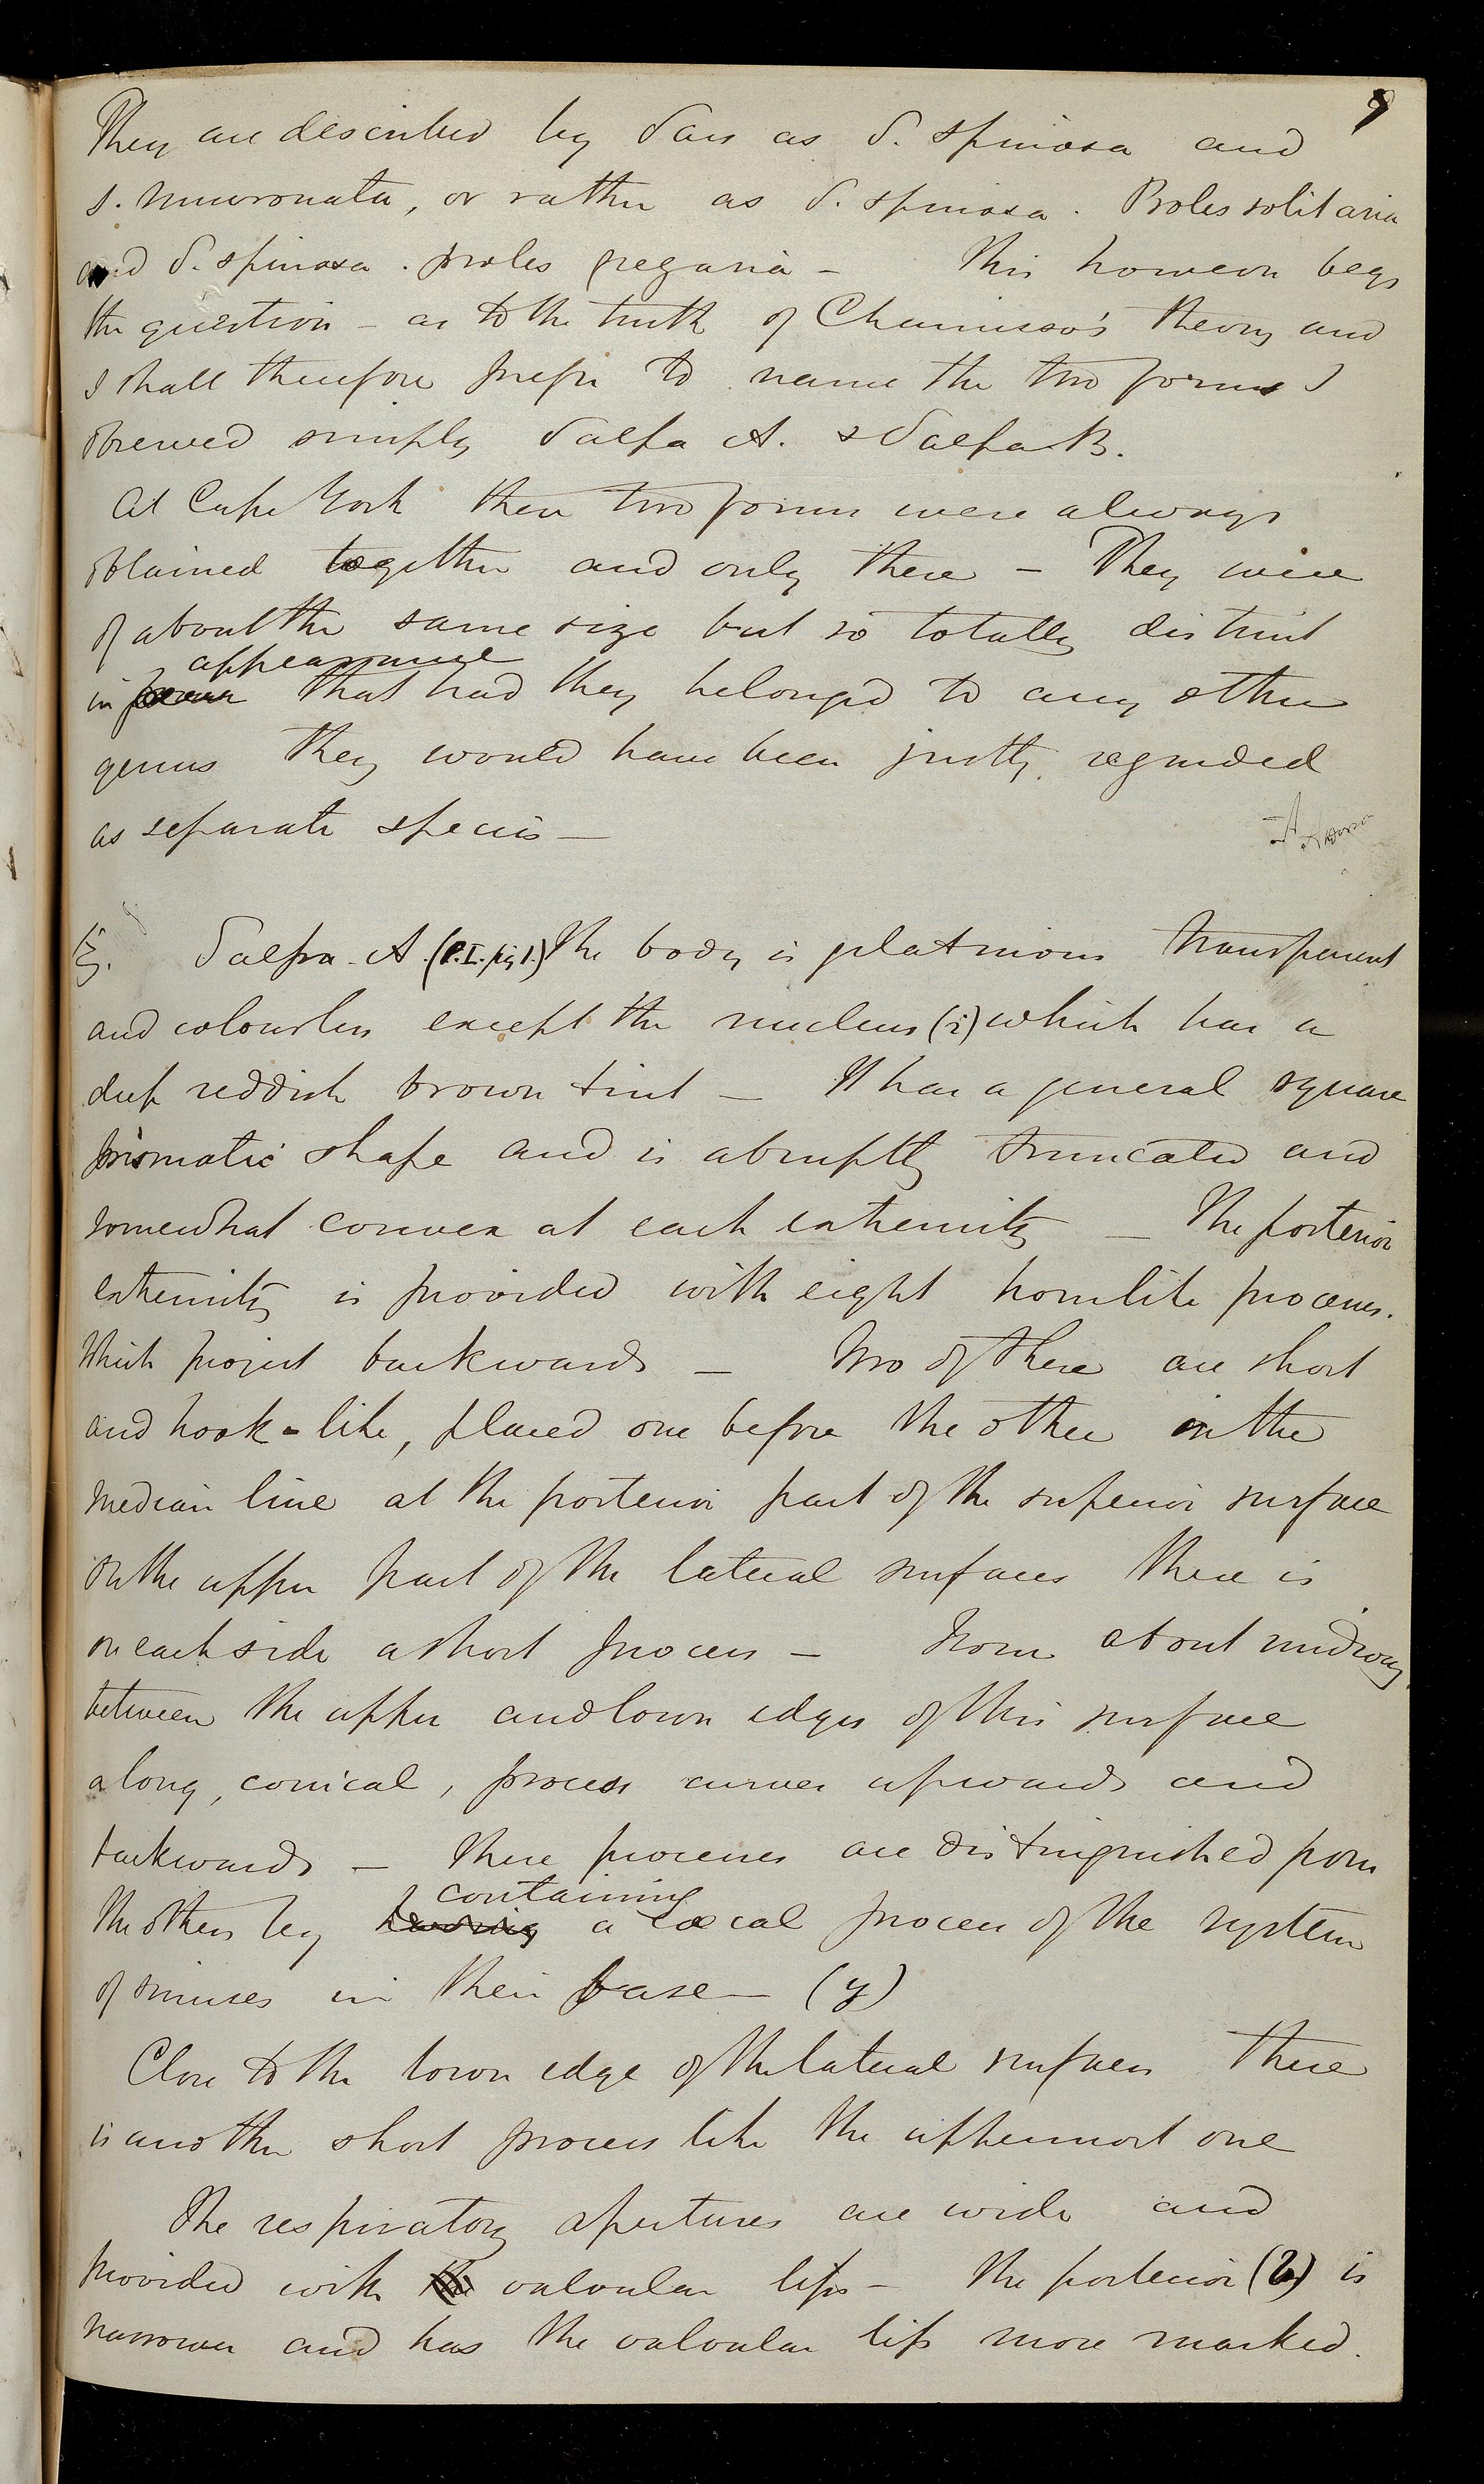 9
They are described by Sars as S. spinosa and
S. mucronata, or rather as S. spinosa. Proles solitaria
and S. spinosa. proles gregaria – This however begs
the question – as to the truth of Chamisso's theory and
I shall therefore prefer to name the two forms I
observed simply Salpa A. & Salpa B.
At Cape York these two forms were always
obtained together and only there – They were
of about the same size but so totally distinct
appearance
in form that had they belonged to any other
genus they would have been justly regarded
as separate species –
Salpa. A. (Pl. I. fig 1.) The body is gelatinous transparent
and colourless except the nucleus (i) which has a
deep reddish brown tint – It has a general square
prismatic shape and is abruptly truncated and
somewhat convex at each extremity – The posterior
extremity is provided with eight hornlike processes.
Which project backwards – Two of these are short
and hook-like, placed one before the other in the
median line at the posterior part of the superior surface
On the upper part of the lateral surfaces there is
on each side a short process – From about midway
between the upper and lower edges of this surface
a long, conical, process curves upwards and
backwards – These processes are distinguished from
containing
the others by having a cœcal process of the system
of sinuses in their base – (y)
Close to the lower edge of the lateral surfaces there
is another short process like the uppermost one
The respiratory apertures are wide and
provided with the valvular lips – The posterior (b) is
narrower and has the valvular lips more marked.